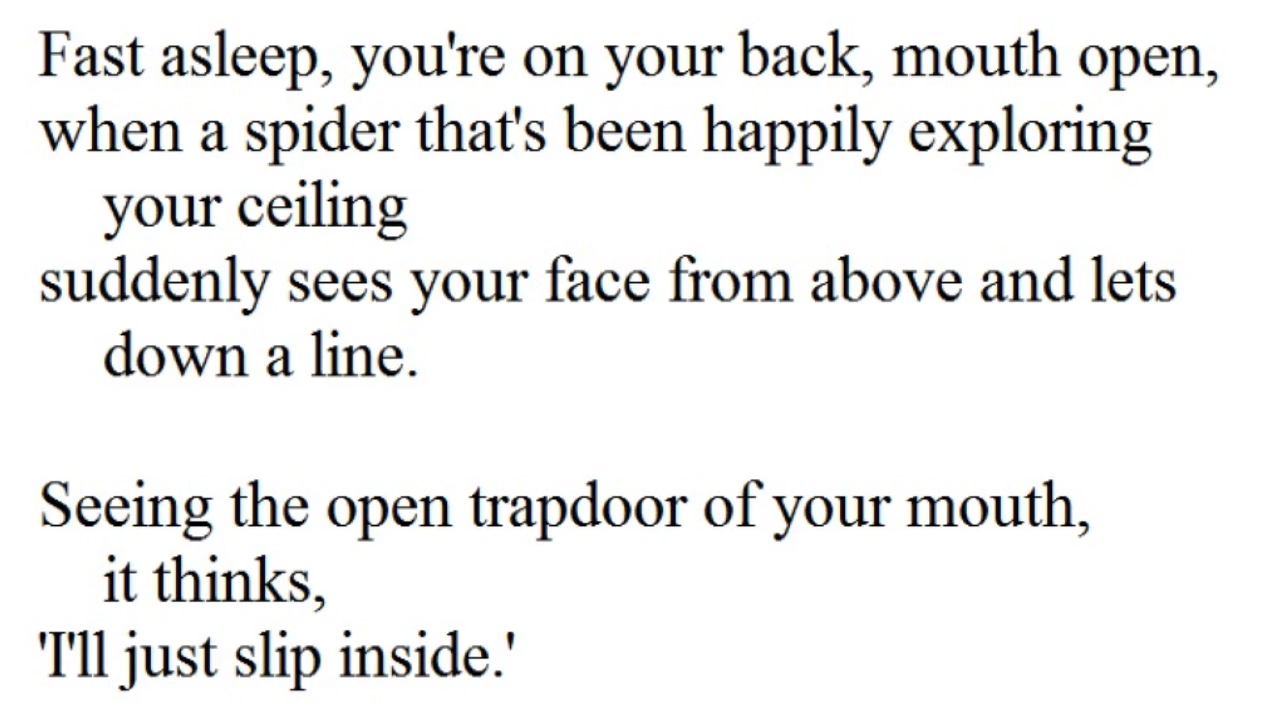 Fast asleep, you're on your back, mouth open,
when a spider that's been happily exploring
your ceiling
suddenly sees your face from above and lets
down a line.
Seeing the open trapdoor of your mouth,
it thinks,
'I'll just slip inside.'